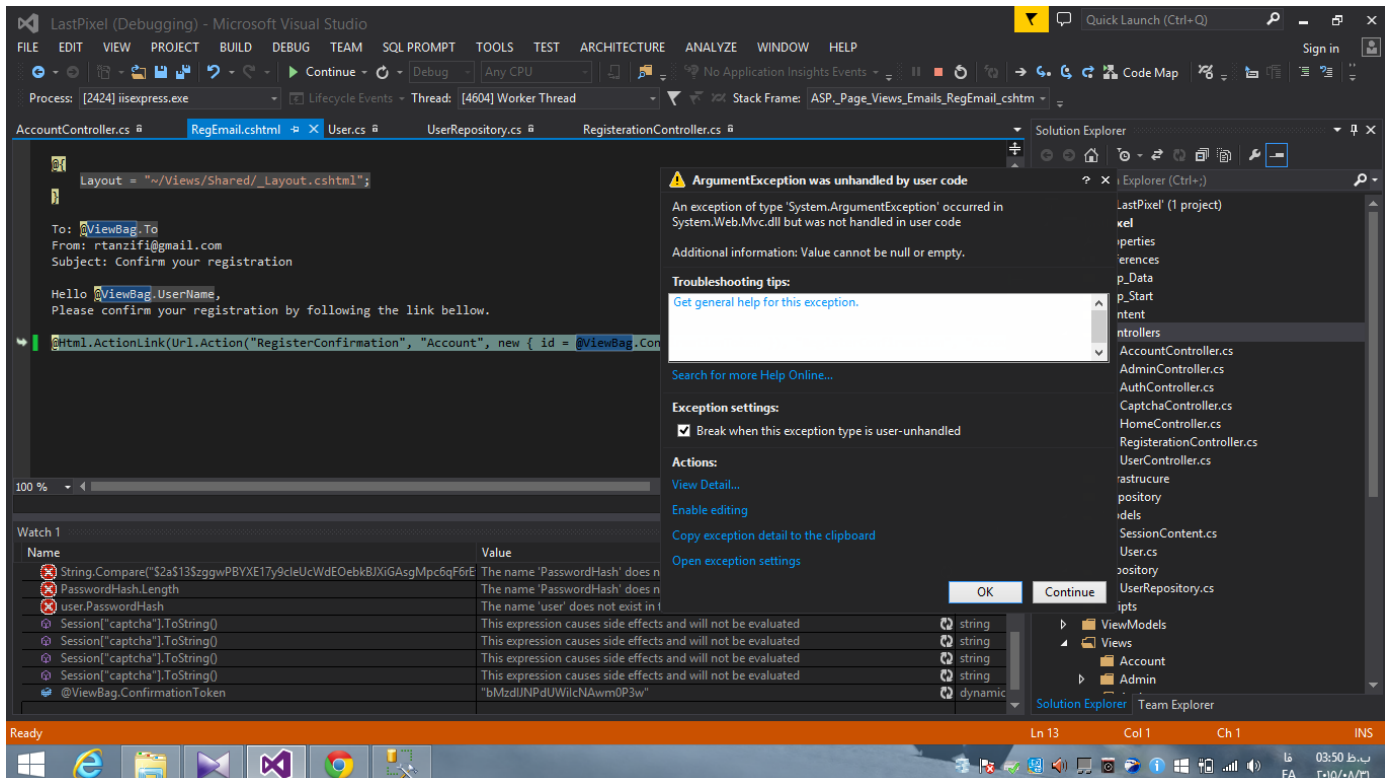 LastPixel (Debugging) - Microsoft Visual Studio
Quick Launch (Ctrl+Q)
FILE EDIT VIEW PROJECT BUILD DEBUG TEAM SQL PROMPT TOOLS TEST ARCHITECTURE ANALYZE WINDOW HELP
Sign in
Continue Debug Any CPU No Application Insights Events Code Map
Process: [2424] iisexpress.exe Lifecycle Events Thread: [4604] Worker Thread Stack Frame: ASP._Page_Views_Emails_RegEmail_cshtm
AccountController.cs RegEmail.cshtml User.cs UserRepository.cs RegisterationController.cs
@{
Layout = "~/Views/Shared/_Layout.cshtml";
}
To: @ViewBag.To
From: rtanzifi@gmail.com
Subject: Confirm your registration
Hello @ViewBag.UserName,
Please confirm your registration by following the link bellow.
@Html.ActionLink(Url.Action("RegisterConfirmation", "Account", new { id = @ViewBag.Con
100 %
ArgumentException was unhandled by user code
An exception of type 'System.ArgumentException' occurred in
System.Web.Mvc.dll but was not handled in user code
Additional information: Value cannot be null or empty.
Troubleshooting tips:
Get general help for this exception.
Search for more Help Online...
Exception settings:
Break when this exception type is user-unhandled
Actions:
View Detail...
Enable editing
Copy exception detail to the clipboard
Open exception settings
OK Continue
Solution Explorer
Explorer (Ctrl+;)
LastPixel' (1 project)
xel
perties
erences
p_Data
p_Start
ntent
ntrollers
AccountController.cs
AdminController.cs
AuthController.cs
CaptchaController.cs
HomeController.cs
RegisterationController.cs
UserController.cs
rastrucure
pository
dels
SessionContent.cs
User.cs
pository
UserRepository.cs
ipts
ViewModels
Views
Account
Admin
Solution Explorer Team Explorer
Watch 1
Name Value
String.Compare("$2a$13$zggwPBYXE17y9cIeUcWdEOebkBJXiGAsgMpc6qF6rE The name 'PasswordHash' does n
PasswordHash.Length The name 'PasswordHash' does n
user.PasswordHash The name 'user' does not exist in t
Session["captcha"].ToString() This expression causes side effects and will not be evaluated string
Session["captcha"].ToString() This expression causes side effects and will not be evaluated string
Session["captcha"].ToString() This expression causes side effects and will not be evaluated string
Session["captcha"].ToString() This expression causes side effects and will not be evaluated string
@ViewBag.ConfirmationToken "bMzdIJNPdUWiIcNAwm0P3w" dynamic
Ready Ln 13 Col 1 Ch 1 INS
فا
FA
03:50 ب.ظ
۲۰۱۵/۰۸/۳۱